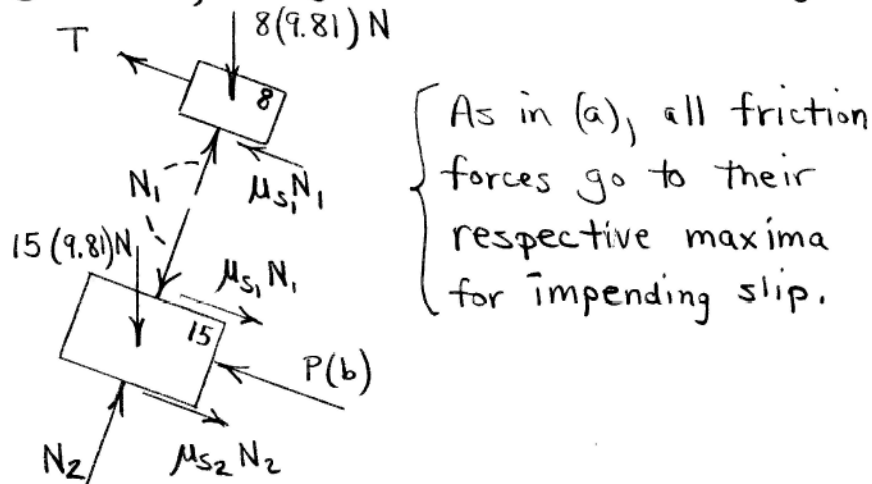 8(9.81) N
T
8
N₁
μs₁N₁
15 (9.81)N
μs₁ N₁
15
P(b)
N₂
μs₂ N₂
As in (a), all friction
forces go to their
respective maxima
for impending slip.